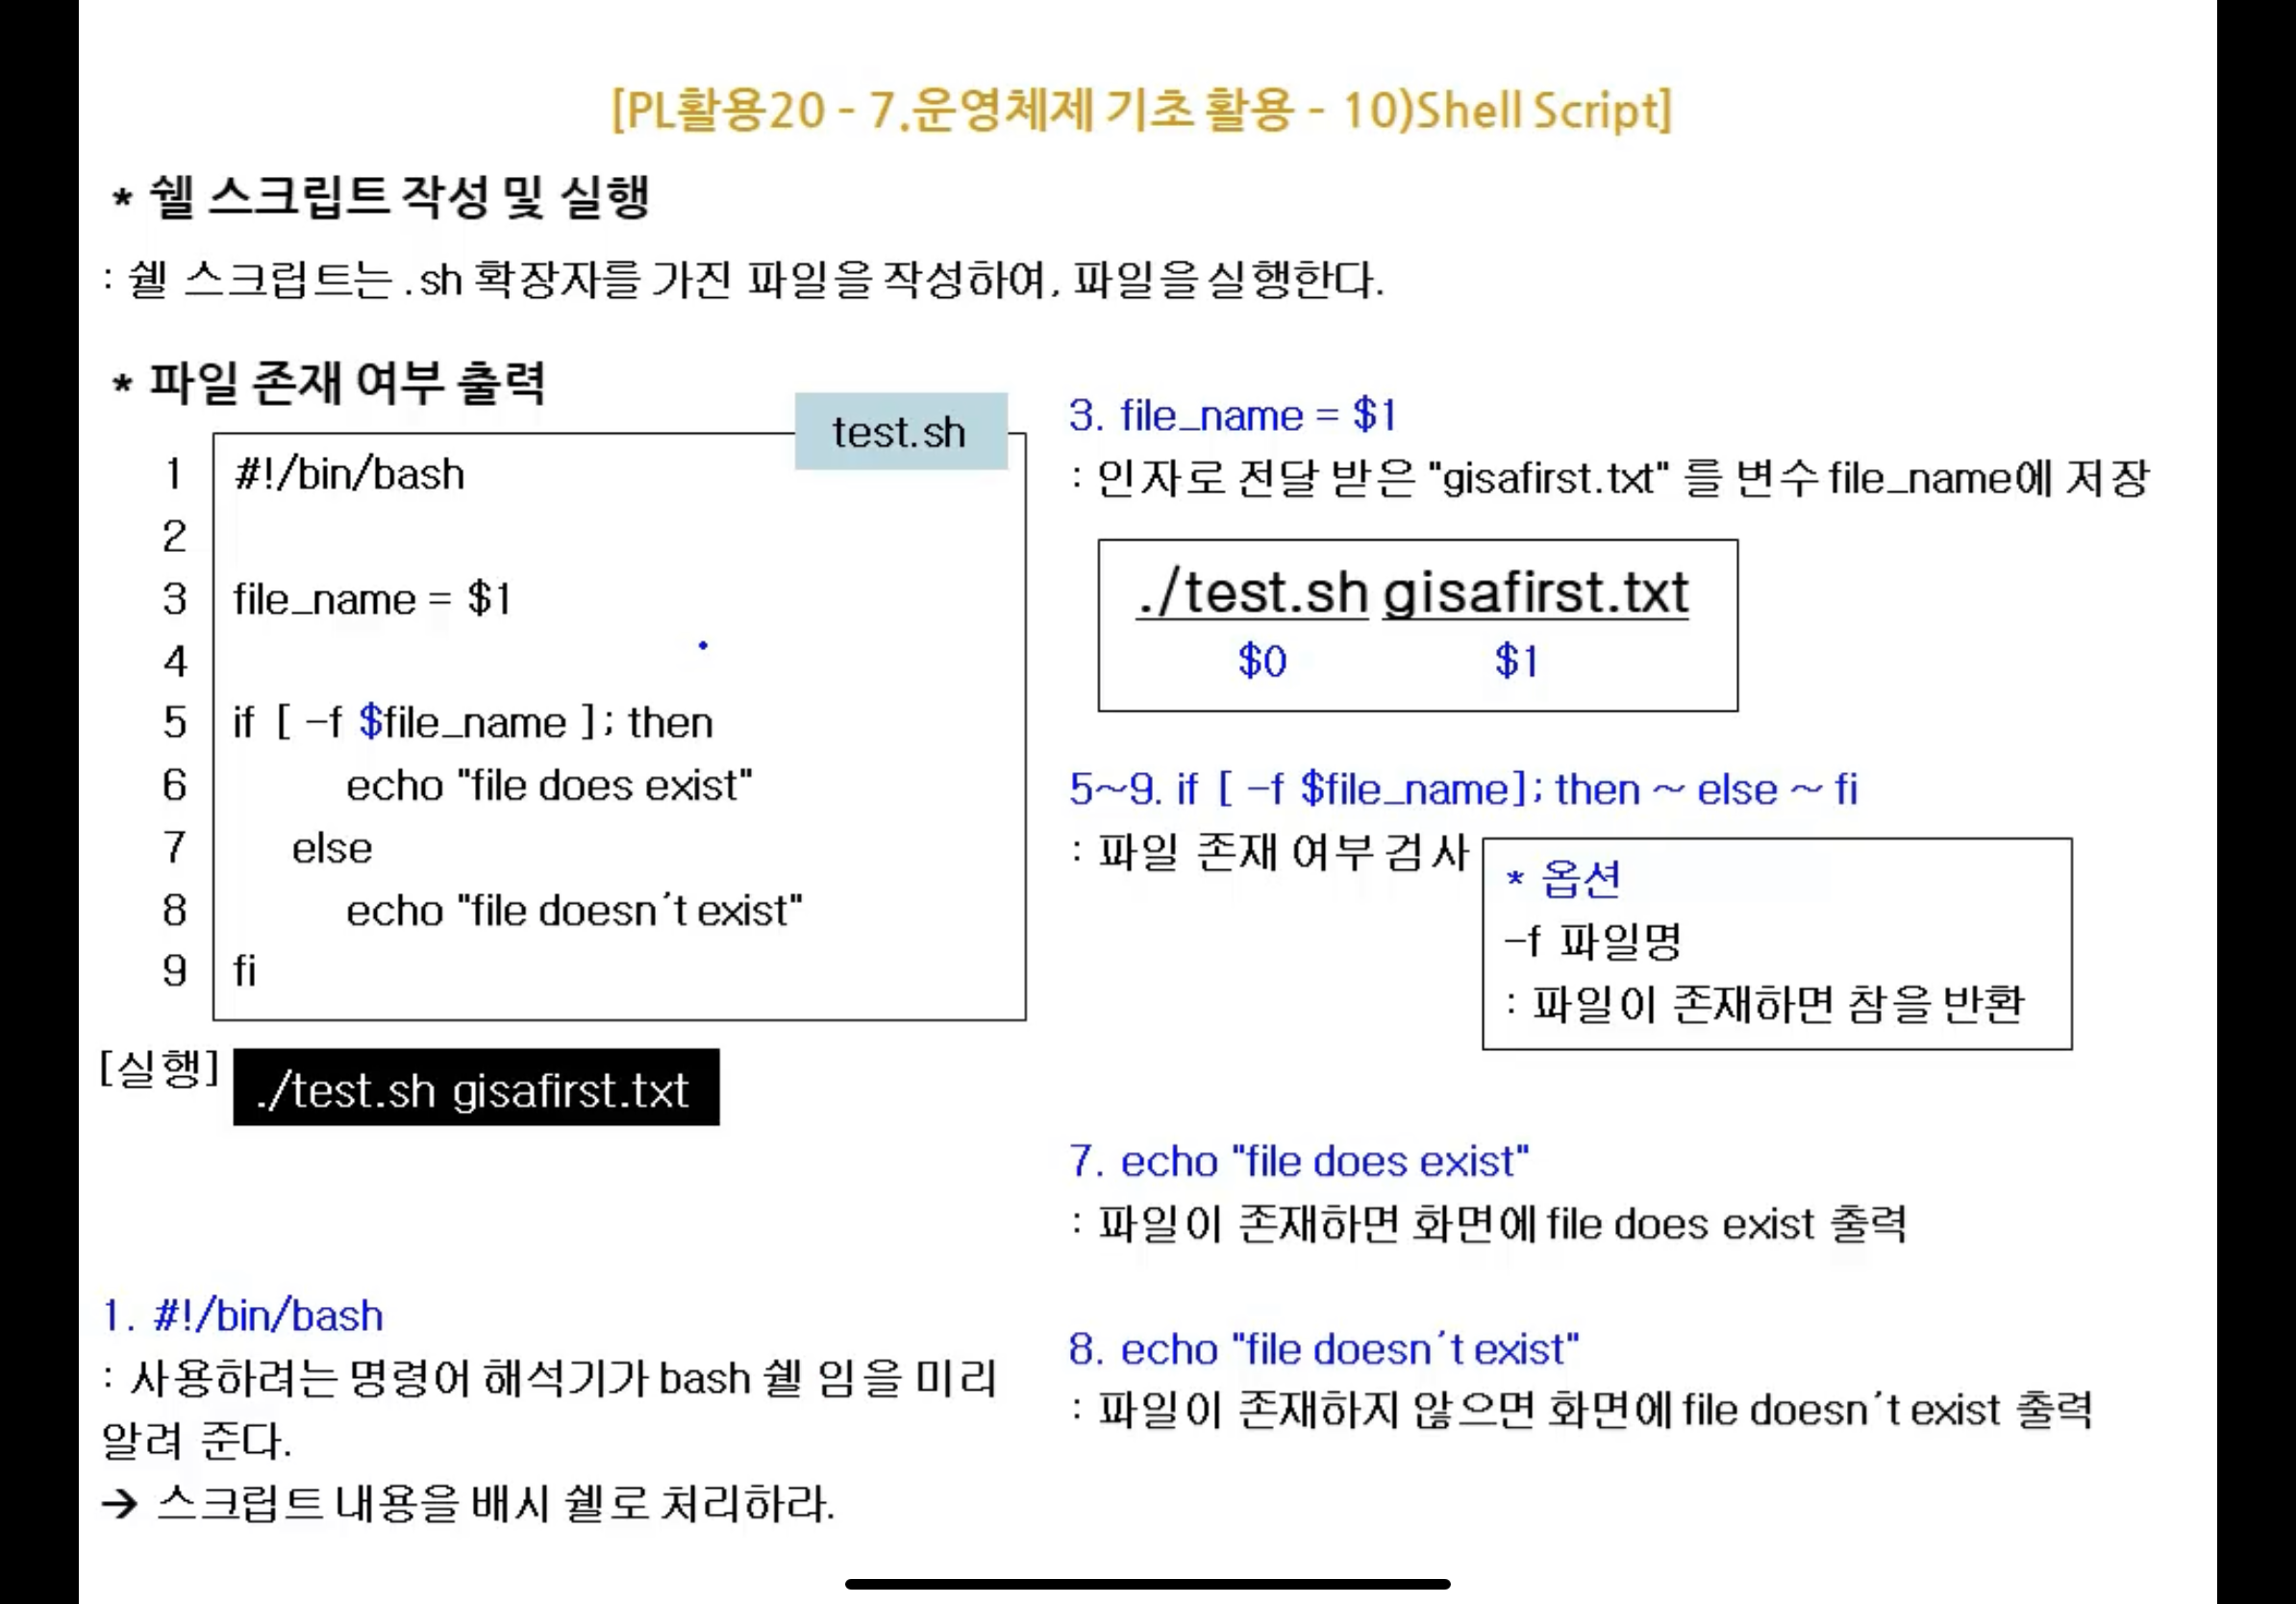 [PL활용20 - 7.운영체제 기초 활용 - 10)Shell Script]
* 쉘 스크립트 작성 및 실행
: 쉘 스크립트는 .sh 확장자를 가진 파일을 작성하여, 파일을 실행한다.
* 파일 존재 여부 출력
test.sh
1 #!/bin/bash
2
3 file_name = $1
4
5 if [ -f $file_name ]; then
6 echo "file does exist"
7 else
8 echo "file doesn´t exist"
9 fi
[실행] ./test.sh gisafirst.txt
1. #!/bin/bash
: 사용하려는 명령어 해석기가 bash 쉘 임을 미리
알려 준다.
→ 스크립트 내용을 배시 쉘로 처리하라.
3. file_name = $1
: 인자로 전달 받은 "gisafirst.txt" 를 변수 file_name에 저장
./test.sh gisafirst.txt
$0 $1
5~9. if [ -f $file_name]; then ~ else ~ fi
: 파일 존재 여부 검사
* 옵션
-f 파일명
: 파일이 존재하면 참을 반환
7. echo "file does exist"
: 파일이 존재하면 화면에 file does exist 출력
8. echo "file doesn´t exist"
: 파일이 존재하지 않으면 화면에 file doesn´t exist 출력